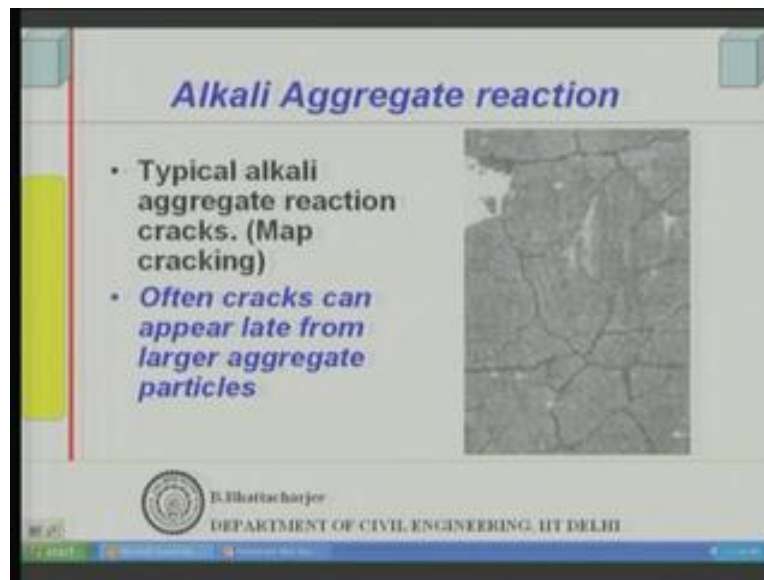 Alkali Aggregate reaction
• Typical alkali
aggregate reaction
cracks. (Map
cracking)
• Often cracks can
appear late from
larger aggregate
particles
B.Bhattacharjee
DEPARTMENT OF CIVIL ENGINEERING, IIT DELHI
start